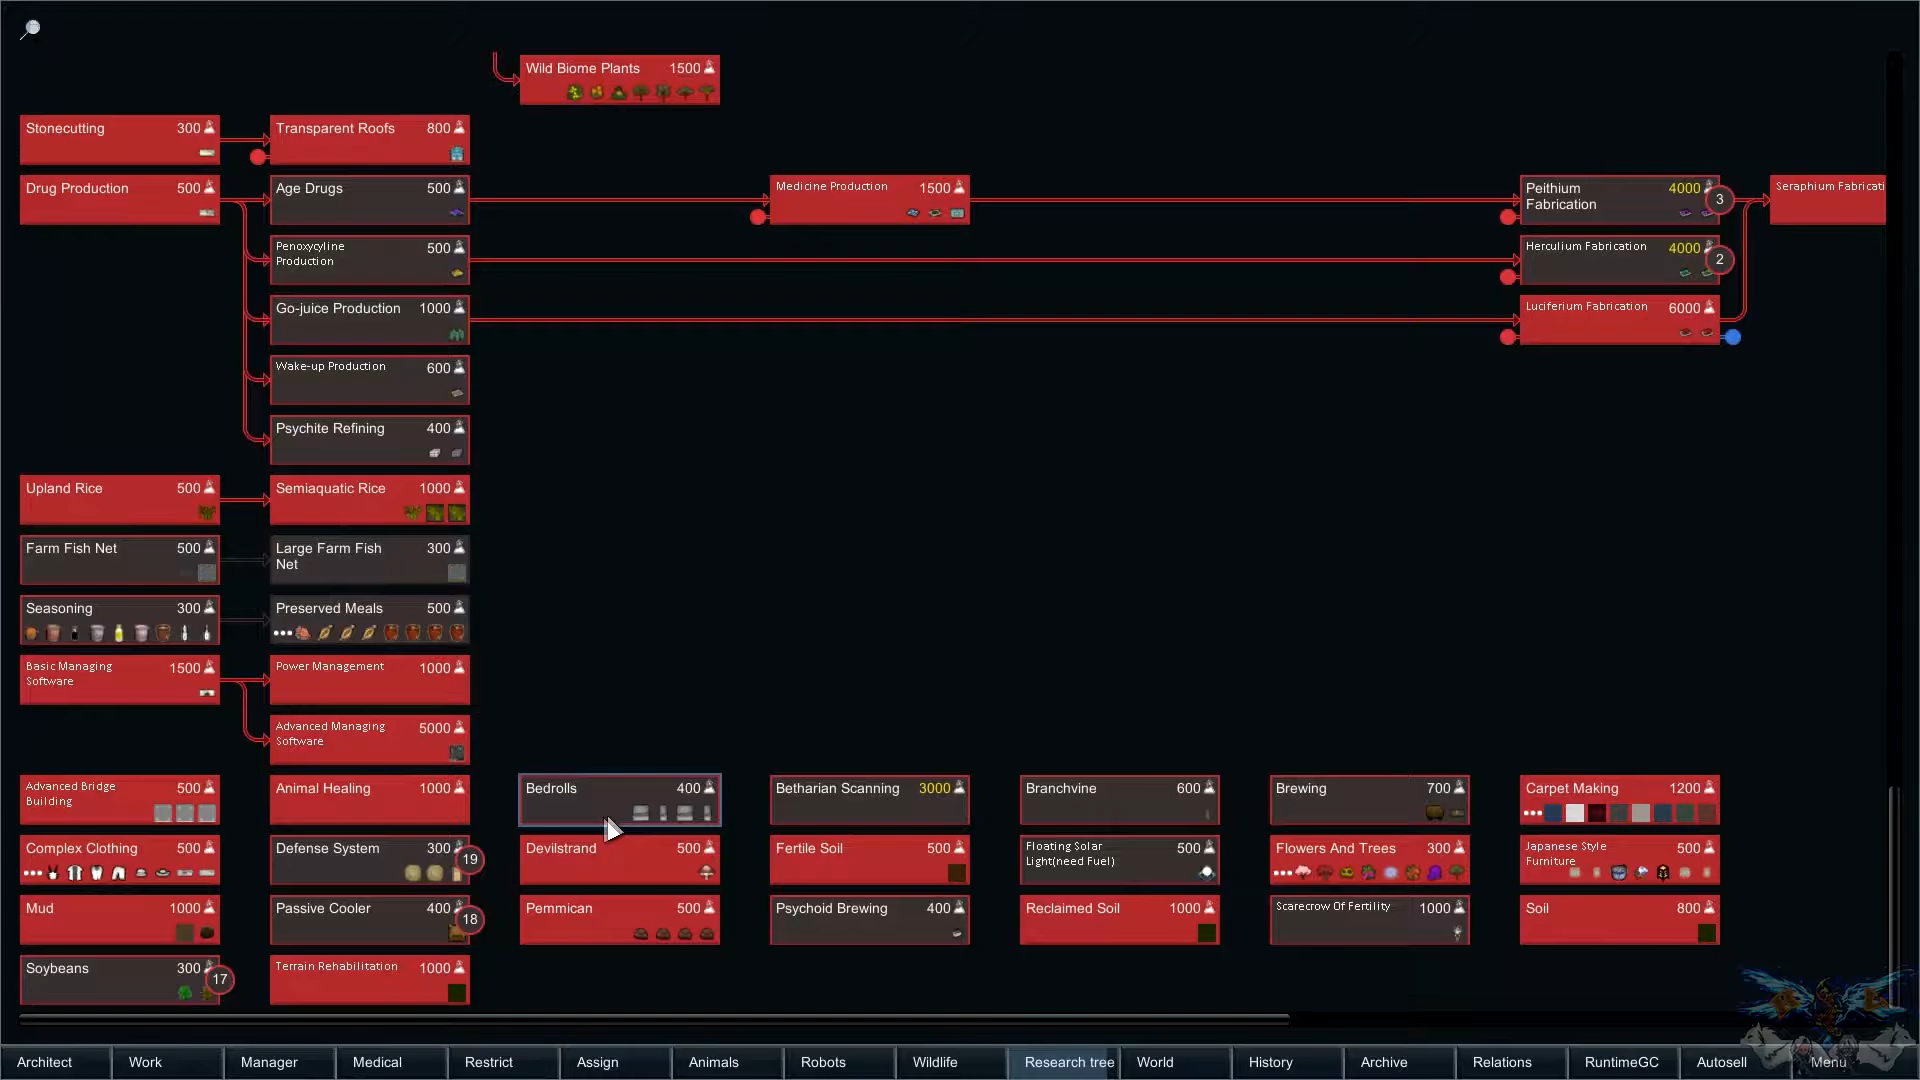 Wild Biome Plants 1500
Stonecutting 300
Transparent Roofs 800
Drug Production 500
Age Drugs 500
Medicine Production 1500
Peithium
Fabrication 4000 3
Seraphium Fabricati
Penoxycyline
Production 500
Herculium Fabrication 4000 2
Go-juice Production 1000
Luciferium Fabrication 6000
Wake-up Production 600
Psychite Refining 400
Upland Rice 500
Semiaquatic Rice 1000
Farm Fish Net 500
Large Farm Fish
Net 300
Seasoning 300
Preserved Meals 500
Basic Managing
Software 1500
Power Management 1000
Advanced Managing
Software 5000
Advanced Bridge
Building 500
Animal Healing 1000
Bedrolls 400
Betharian Scanning 3000
Branchvine 600
Brewing 700
Carpet Making 1200
Complex Clothing 500
Defense System 300 19
Devilstrand 500
Fertile Soil 500
Floating Solar
Light(need Fuel) 500
Flowers And Trees 300
Japanese Style
Furniture 500
Mud 1000
Passive Cooler 400 18
Pemmican 500
Psychoid Brewing 400
Reclaimed Soil 1000
Scarecrow Of Fertility 1000
Soil 800
Soybeans 300 17
Terrain Rehabilitation 1000
Architect Work Manager Medical Restrict Assign Animals Robots Wildlife Research tree World History Archive Relations RuntimeGC Autosell Menu